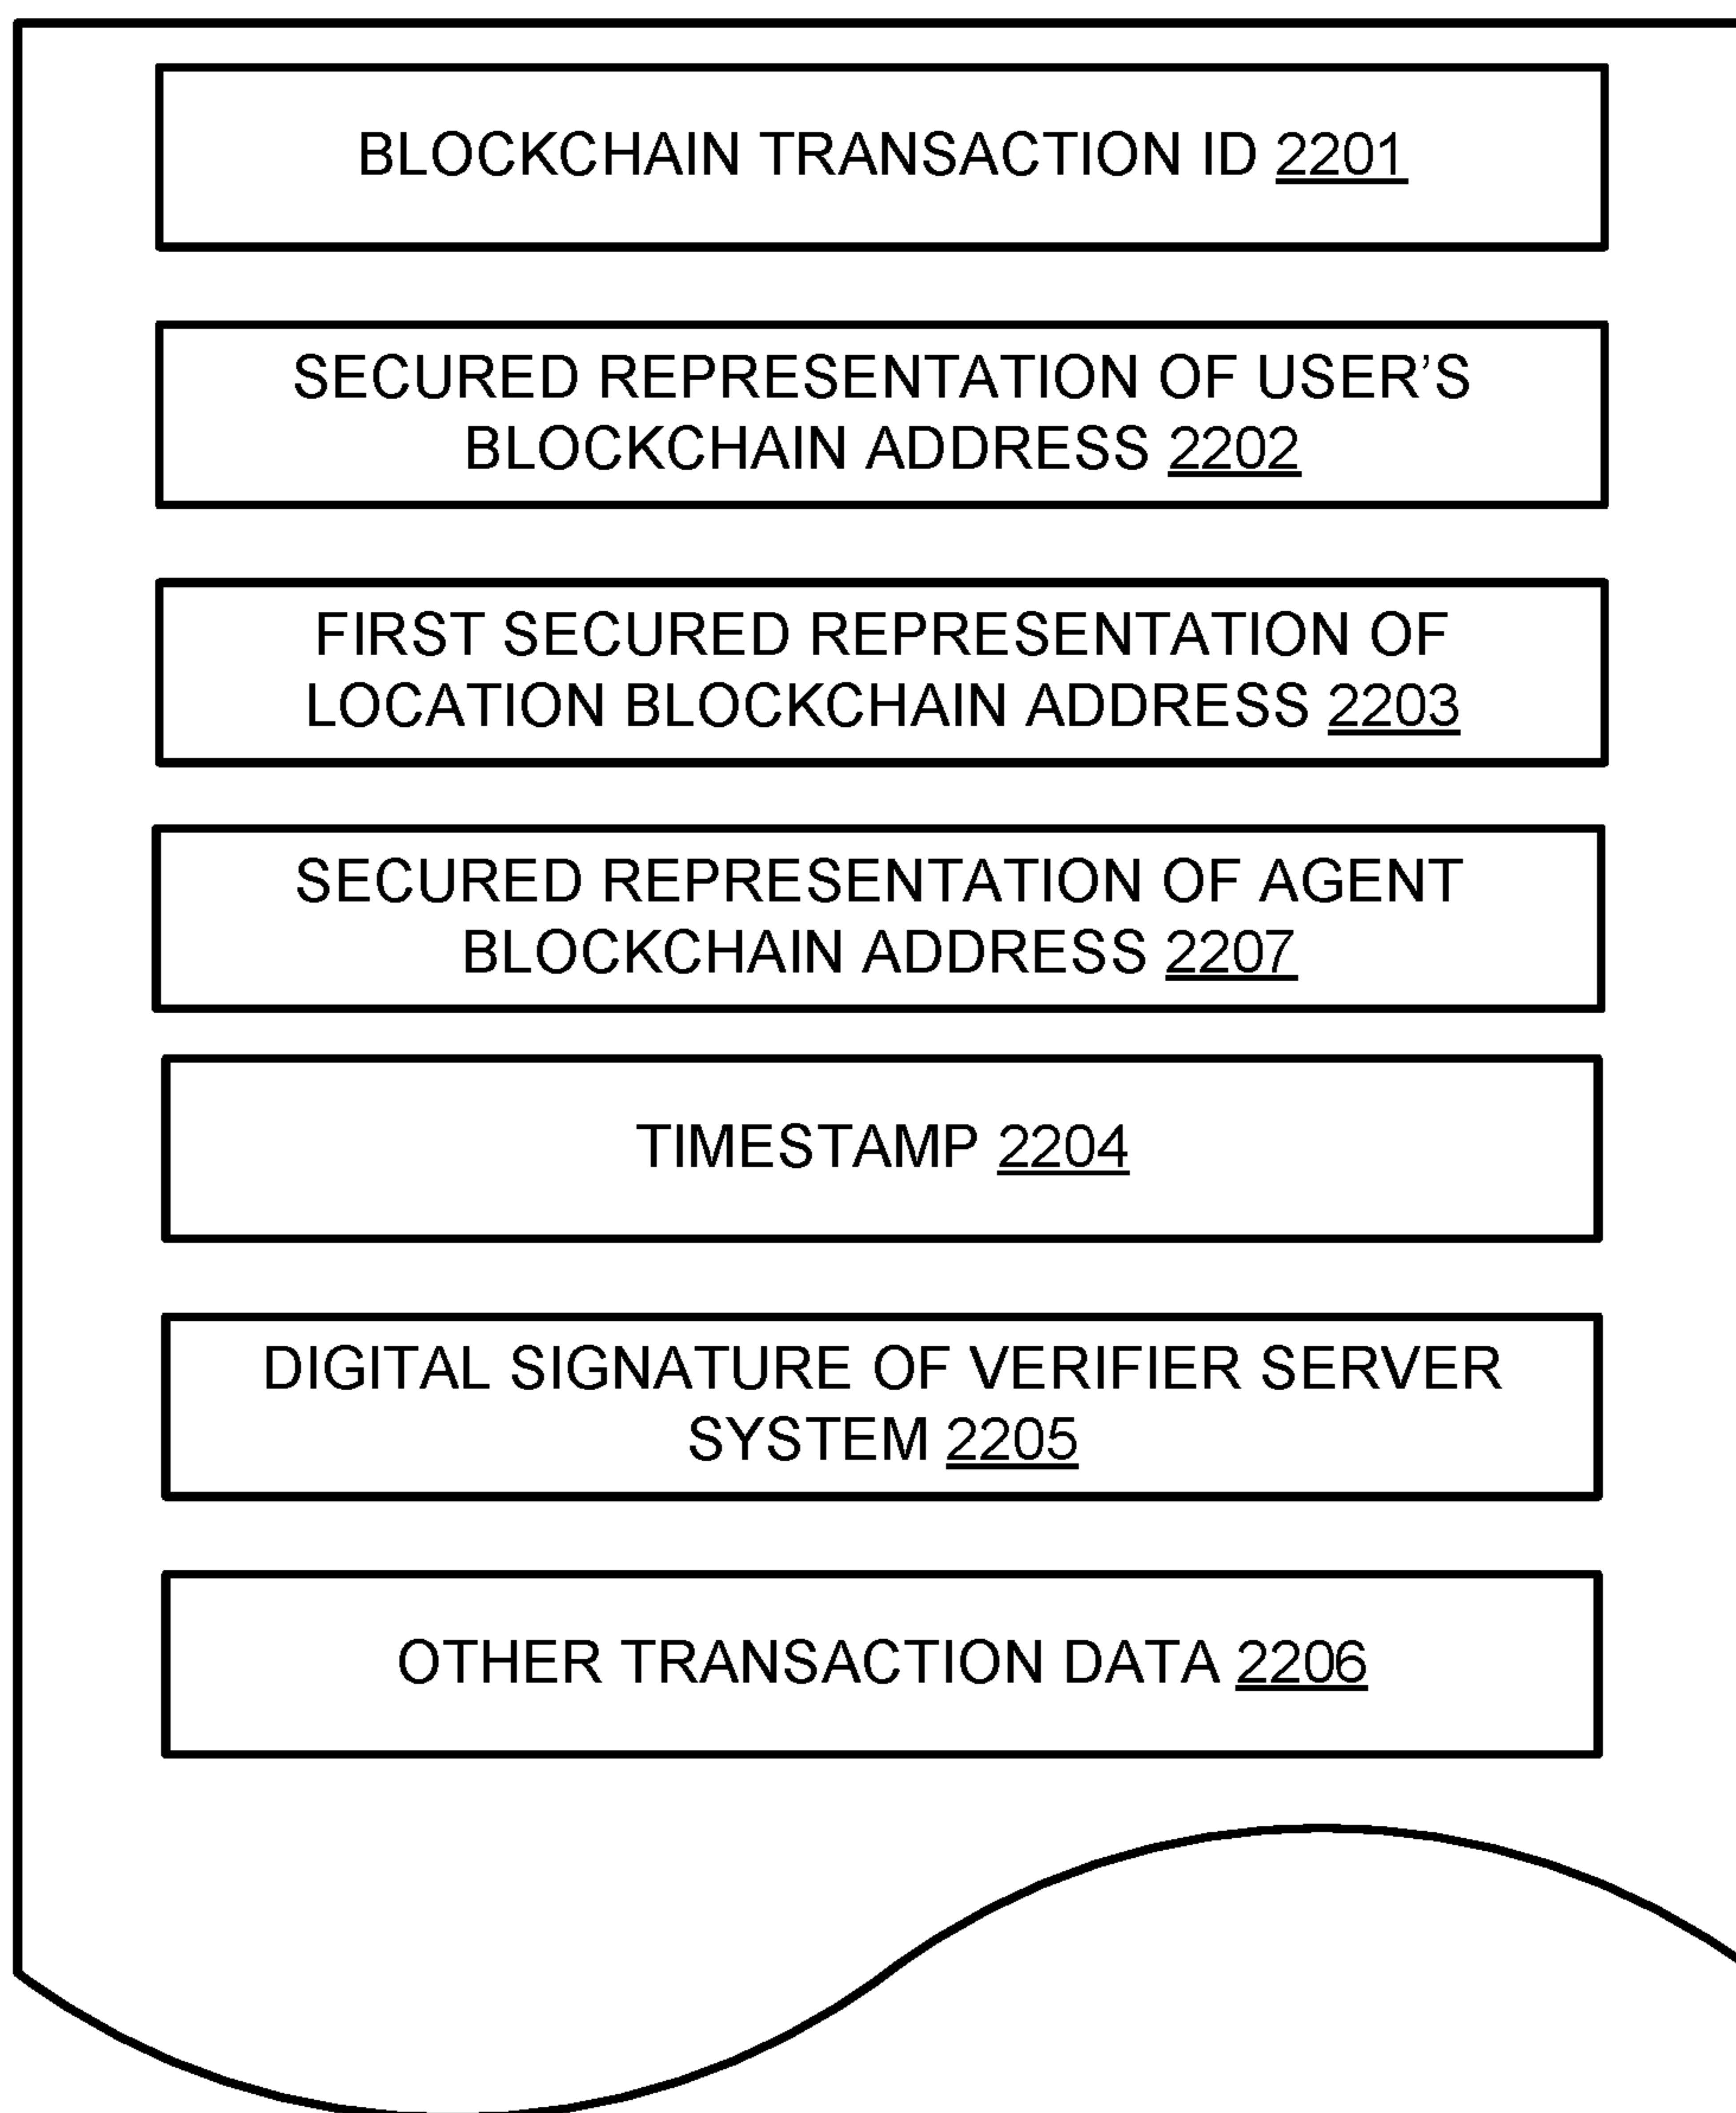 BLOCKCHAIN TRANSACTION ID 2201
SECURED REPRESENTATION OF USER’S
BLOCKCHAIN ADDRESS 2202
FIRST SECURED REPRESENTATION OF
LOCATION BLOCKCHAIN ADDRESS 2203
SECURED REPRESENTATION OF AGENT
BLOCKCHAIN ADDRESS 2207
TIMESTAMP 2204
DIGITAL SIGNATURE OF VERIFIER SERVER
SYSTEM 2205
OTHER TRANSACTION DATA 2206